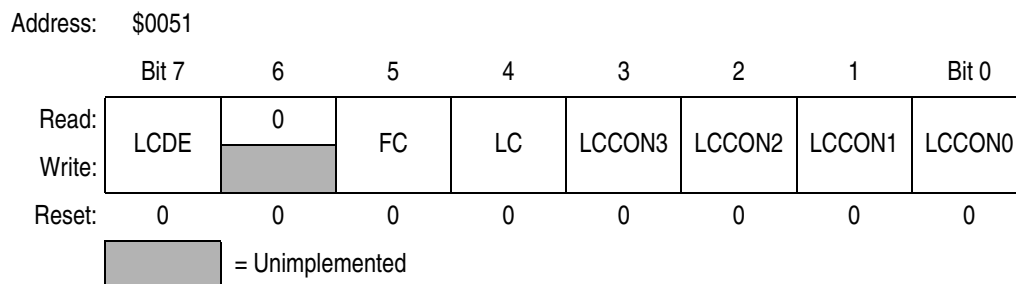 Address: $0051
Bit 7 6 5 4 3 2 1 Bit 0
Read: LCDE 0 FC LC LCCON3 LCCON2 LCCON1 LCCON0
Write:
Reset: 0 0 0 0 0 0 0 0
= Unimplemented